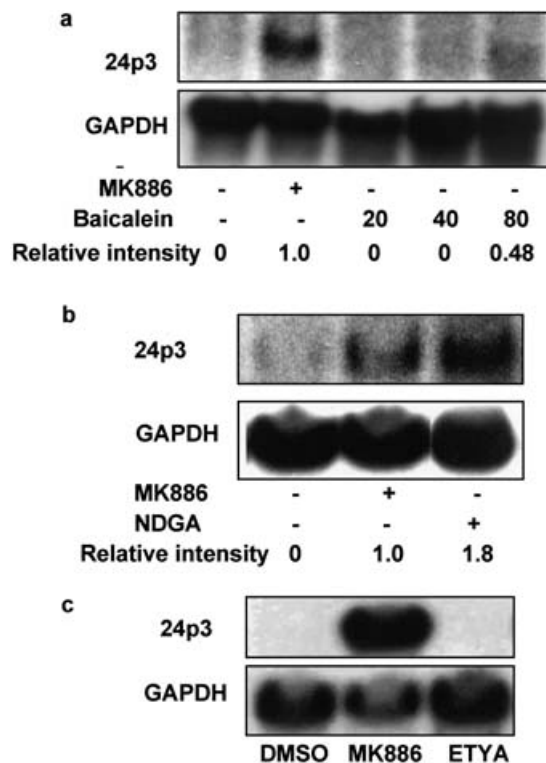 a
24p3
GAPDH
-
MK886 - + - - -
Baicalein - - 20 40 80
Relative intensity 0 1.0 0 0 0.48
b
24p3
GAPDH
MK886 - + -
NDGA - - +
Relative intensity 0 1.0 1.8
c
24p3
GAPDH
DMSO MK886 ETYA